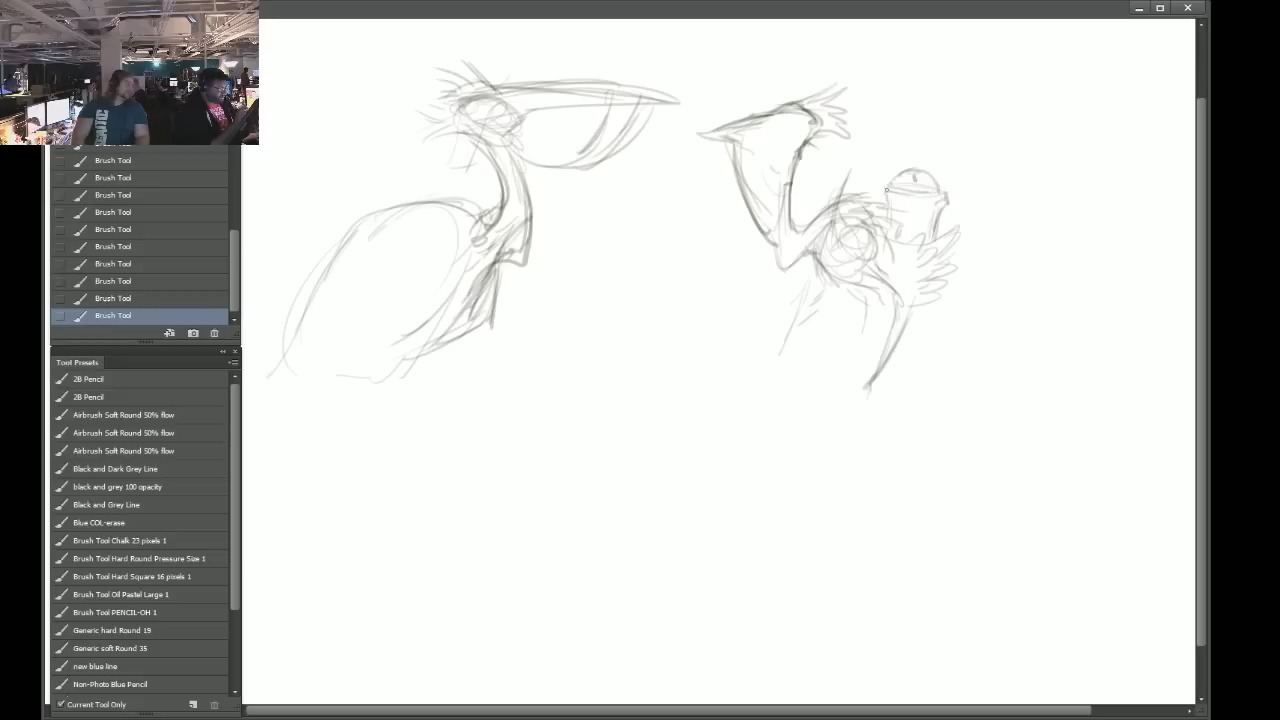 Brush Tool
Brush Tool
Brush Tool
Brush Tool
Brush Tool
Brush Tool
Brush Tool
Brush Tool
Brush Tool
Brush Tool
Tool Presets
2B Pencil
2B Pencil
Airbrush Soft Round 50% flow
Airbrush Soft Round 50% flow
Airbrush Soft Round 50% flow
Black and Dark Grey Line
black and grey 100 opacity
Black and Grey Line
Blue COL-erase
Brush Tool Chalk 23 pixels 1
Brush Tool Hard Round Pressure Size 1
Brush Tool Hard Square 16 pixels 1
Brush Tool Oil Pastel Large 1
Brush Tool PENCIL-OH 1
Generic hard Round 19
Generic soft Round 35
new blue line
Non-Photo Blue Pencil
Current Tool Only